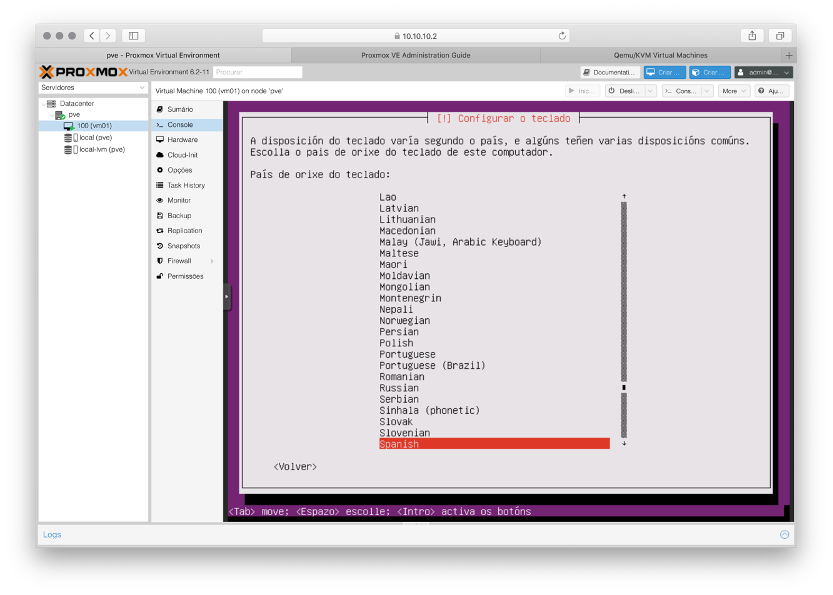 10.10.10.2
pve - Proxmox Virtual Environment
Proxmox VE Administration Guide
Qemu/KVM Virtual Machines
PROXMOX Virtual Environment 6.2-11
Procurar
Documentati...
Criar ...
Criar ...
admin@...
Servidores
Datacenter
pve
100 (vm01)
local (pve)
local-lvm (pve)
Virtual Machine 100 (vm01) on node 'pve'
Inic...
Desli...
Cons...
More
Aju...
Sumário
Console
Hardware
Cloud-Init
Opções
Task History
Monitor
Backup
Replication
Snapshots
Firewall
Permissões
[!] Configurar o teclado
A disposición do teclado varía segundo o país, e algúns teñen varias disposicións comúns.
Escolla o pais de orixe do teclado de este computador.
País de orixe do teclado:
Lao
Latvian
Lithuanian
Macedonian
Malay (Jawi, Arabic Keyboard)
Maltese
Maori
Moldavian
Mongolian
Montenegrin
Nepali
Norwegian
Persian
Polish
Portuguese
Portuguese (Brazil)
Romanian
Russian
Serbian
Sinhala (phonetic)
Slovak
Slovenian
Spanish
<Volver>
<Tab> move; <Espazo> escolle; <Intro> activa os botóns
Logs